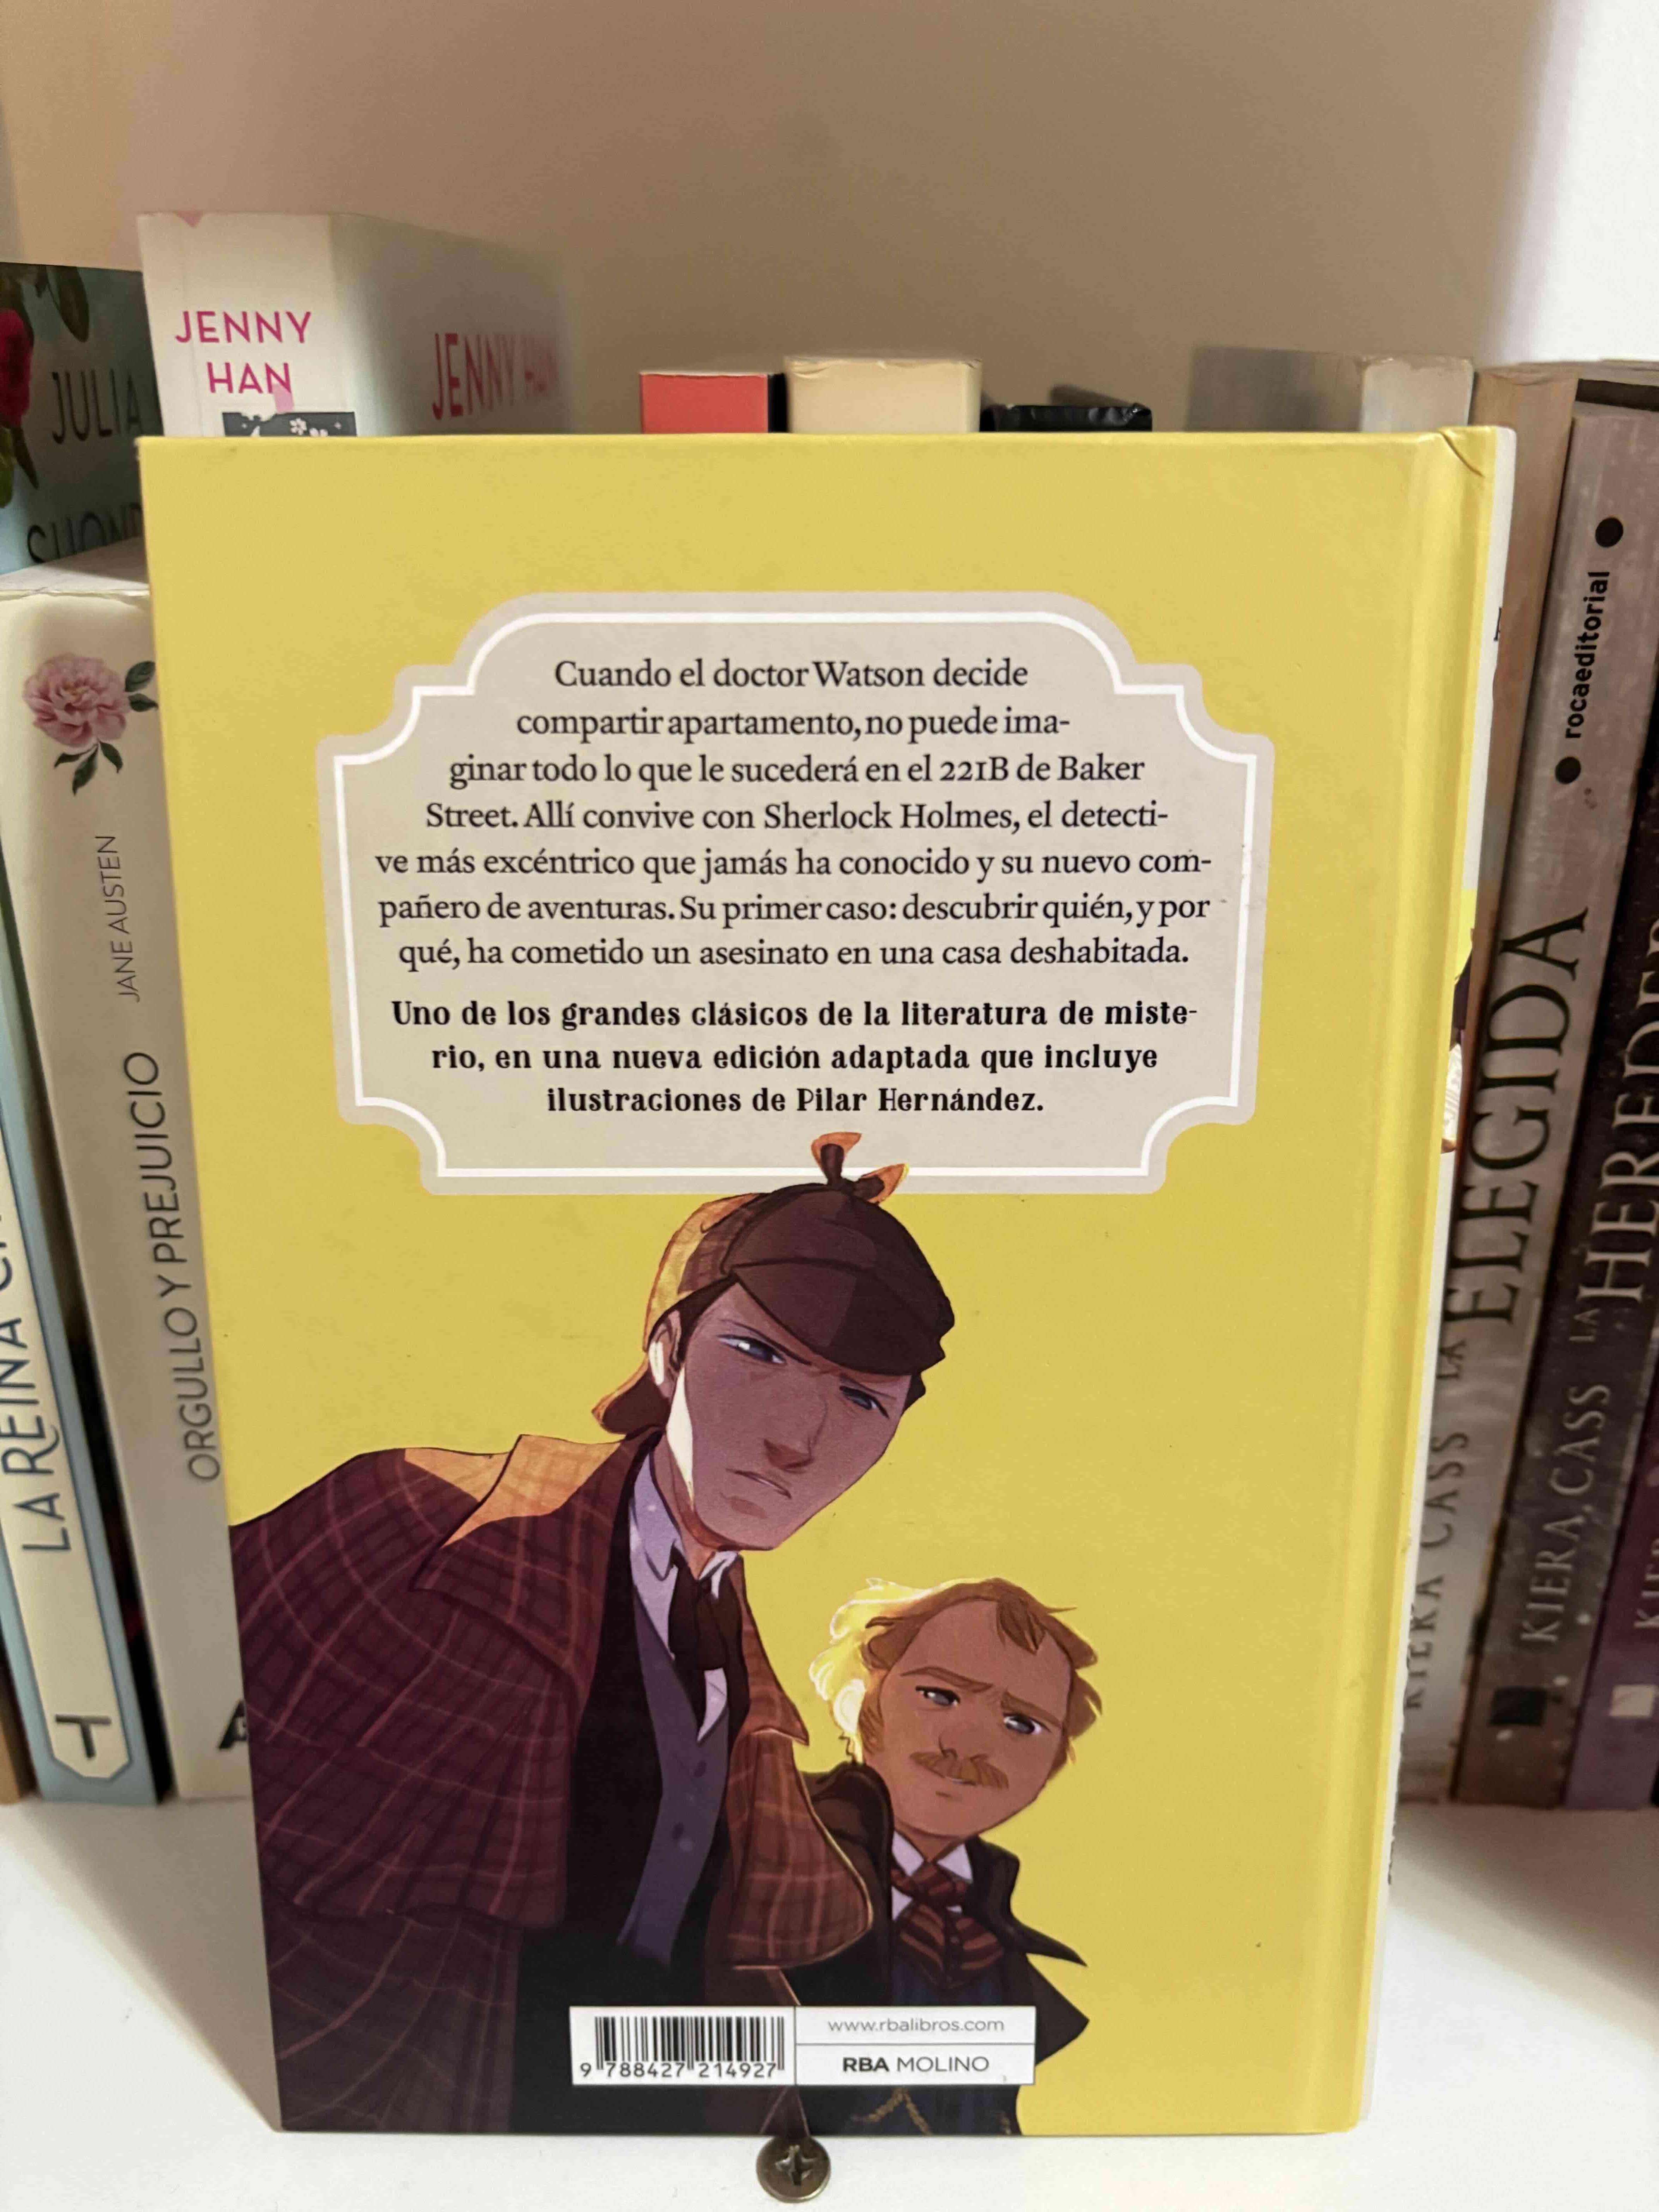 JENNY
HAN
JENNY HAN
JULIA
JANE AUSTEN
ORGULLO Y PREJUICIO
LA REINA
Cuando el doctor Watson decide
compartir apartamento, no puede ima-
ginar todo lo que le sucederá en el 221B de Baker
Street. Allí convive con Sherlock Holmes, el detecti-
ve más excéntrico que jamás ha conocido y su nuevo com-
pañero de aventuras. Su primer caso: descubrir quién, y por
qué, ha cometido un asesinato en una casa deshabitada.
Uno de los grandes clásicos de la literatura de miste-
rio, en una nueva edición adaptada que incluye
ilustraciones de Pilar Hernández.
9 788427 214927
www.rbalibros.com
RBA MOLINO
rocaeditorial
KIERA CASS LA ELEGIDA
KIERA CASS LA HEREDER